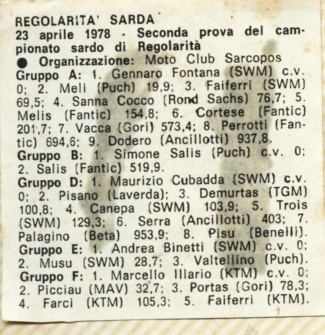 REGOLARITA' SARDA
23 aprile 1978 - Seconda prova del cam-
pionato sardo di Regolarità
● Organizzazione: Moto Club Sarcopos
Gruppo A: 1. Gennaro Fontana (SWM) c.v.
0; 2. Meli (Puch) 19,9; 3. Faiferri (SWM)
69,5; 4. Sanna Cocco (Rond Sachs) 76,7; 5.
Melis (Fantic) 154,8; 6. Cortese (Fantic)
201,7; 7. Vacca (Gori) 573,4; 8. Perrotti (Fan-
tic) 694,6; 9. Dodero (Ancillotti) 937,8.
Gruppo B: 1. Simone Salis (Puch) c.v. 0;
2. Salis (Fantic) 519,9.
Gruppo D: 1. Maurizio Cubadda (SWM) c.v.
0; 2. Pisano (Laverda); 3. Demurtas (TGM)
100,8; 4. Canepa (SWM) 103,9; 5. Trois
(SWM) 129,3; 6. Serra (Ancillotti) 403; 7.
Palagino (Beta) 953,9; 8. Pisu (Benelli).
Gruppo E: 1. Andrea Binetti (SWM) c.v. 0;
2. Musu (SWM) 28,7; 3. Valtellino (Puch).
Gruppo F: 1. Marcello Illario (KTM) c.v.
0; 2. Picciau (MAV) 32,7; 3. Portas (Gori) 78,3;
4. Farci (KTM) 105,3; 5. Faiferri (KTM).